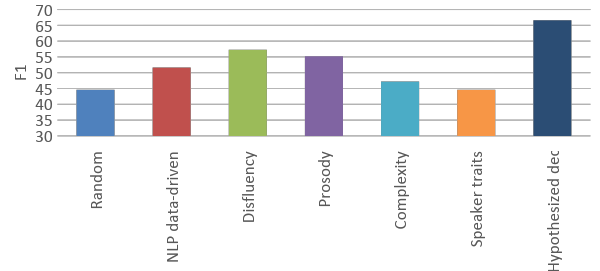 70
65
60
55
50
45
40
35
30
F1
Random
NLP data-driven
Disfluency
Prosody
Complexity
Speaker traits
Hypothesized dec